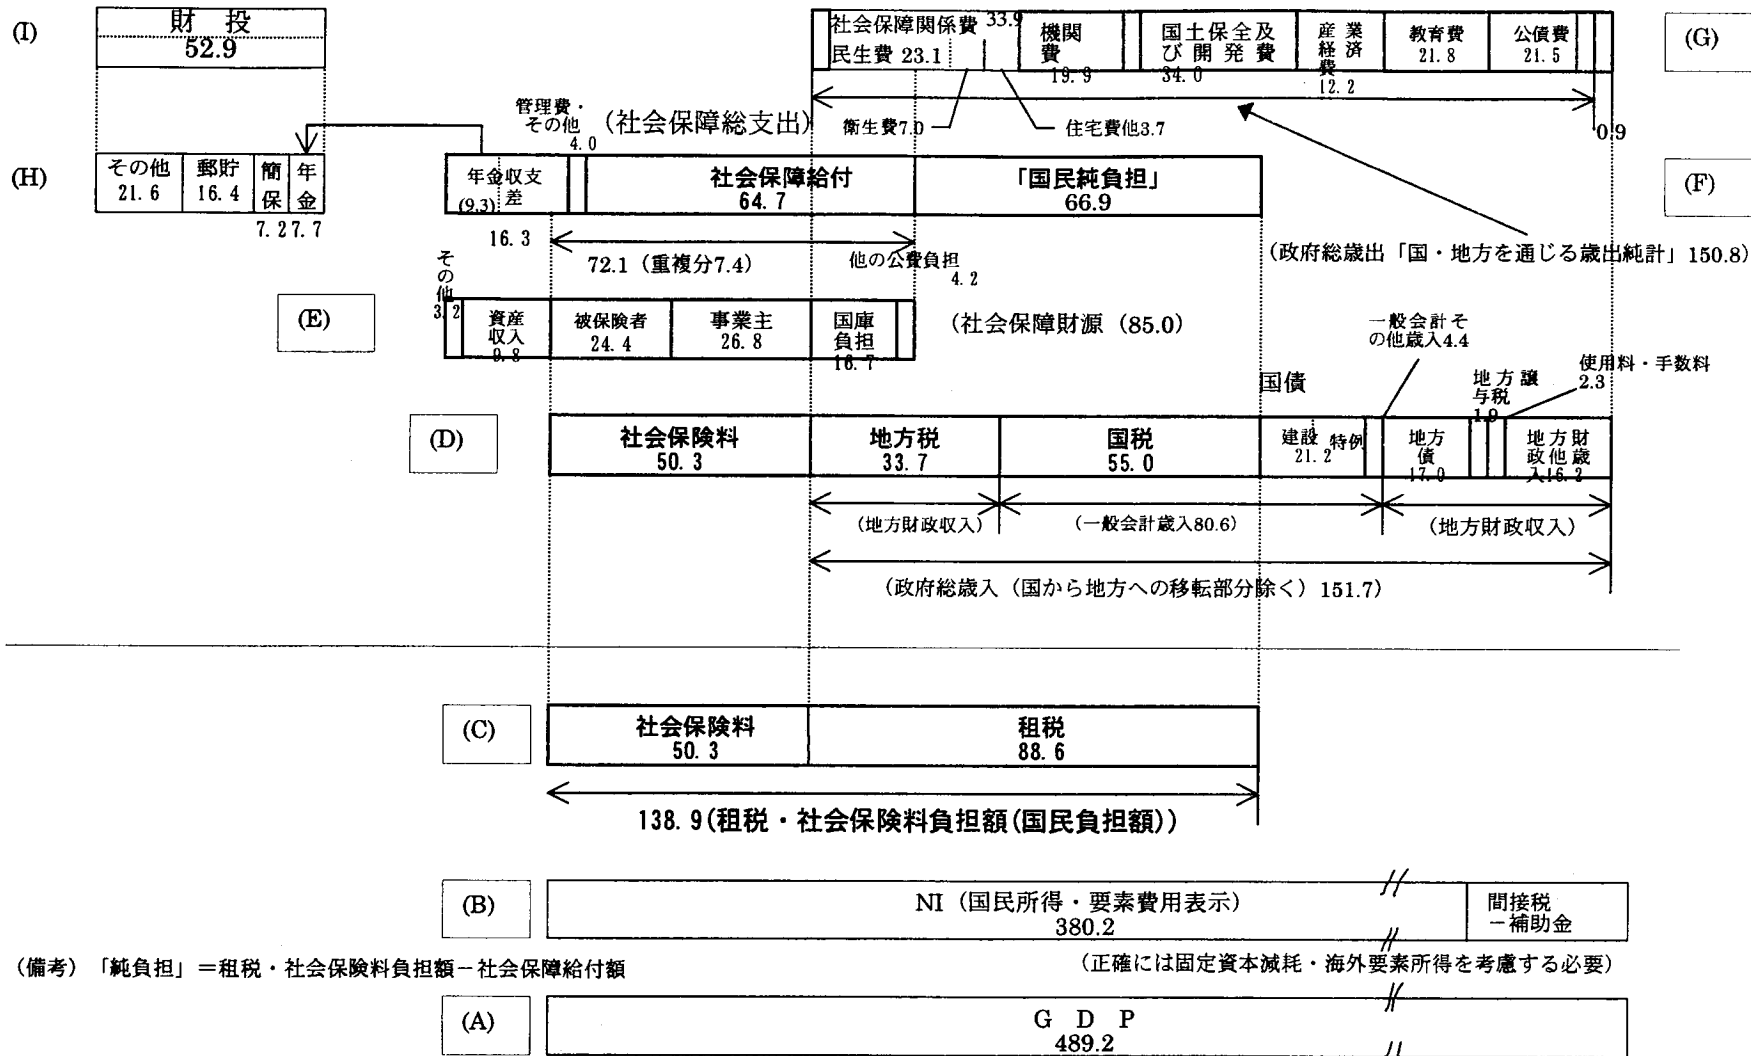 (I)
財 投
52.9
社会保障関係費 33.9
民生費 23.1
機関
費
19.9
国土保全及
び 開 発 費
34.0
産 業
経 済
費
12.2
教育費
21.8
公債費
21.5
(G)
衛生費7.0
住宅費他3.7
0.9
管理費・
その他
4.0
(社会保障総支出)
(H)
その他
21.6
郵貯
16.4
簡
保
7.2
年
金
7.7
年金収支
差
(9.3)
16.3
社会保障給付
64.7
「国民純負担」
66.9
(F)
72.1(重複分7.4)
他の公費負担
4.2
(政府総歳出「国・地方を通じる歳出純計」150.8)
(E)
その他
3.2
資産
収入
9.8
被保険者
24.4
事業主
26.8
国庫
負担
16.7
(社会保障財源(85.0)
一般会計そ
の他歳入4.4
使用料・手数料
2.3
地 方 譲
与税
1.9
国債
(D)
社会保険料
50.3
地方税
33.7
国税
55.0
建設 特例
21.2
地方
債
17.0
地 方 財
政 他 歳
入16.2
(地方財政収入)
(一般会計歳入80.6)
(地方財政収入)
(政府総歳入(国から地方への移転部分除く)151.7)
(C)
社会保険料
50.3
租税
88.6
138.9(租税・社会保険料負担額(国民負担額))
(B)
NI(国民所得・要素費用表示)
380.2
間接税
－補助金
(備考)「純負担」＝租税・社会保険料負担額－社会保障給付額
(正確には固定資本減耗・海外要素所得を考慮する必要)
(A)
G D P
489.2